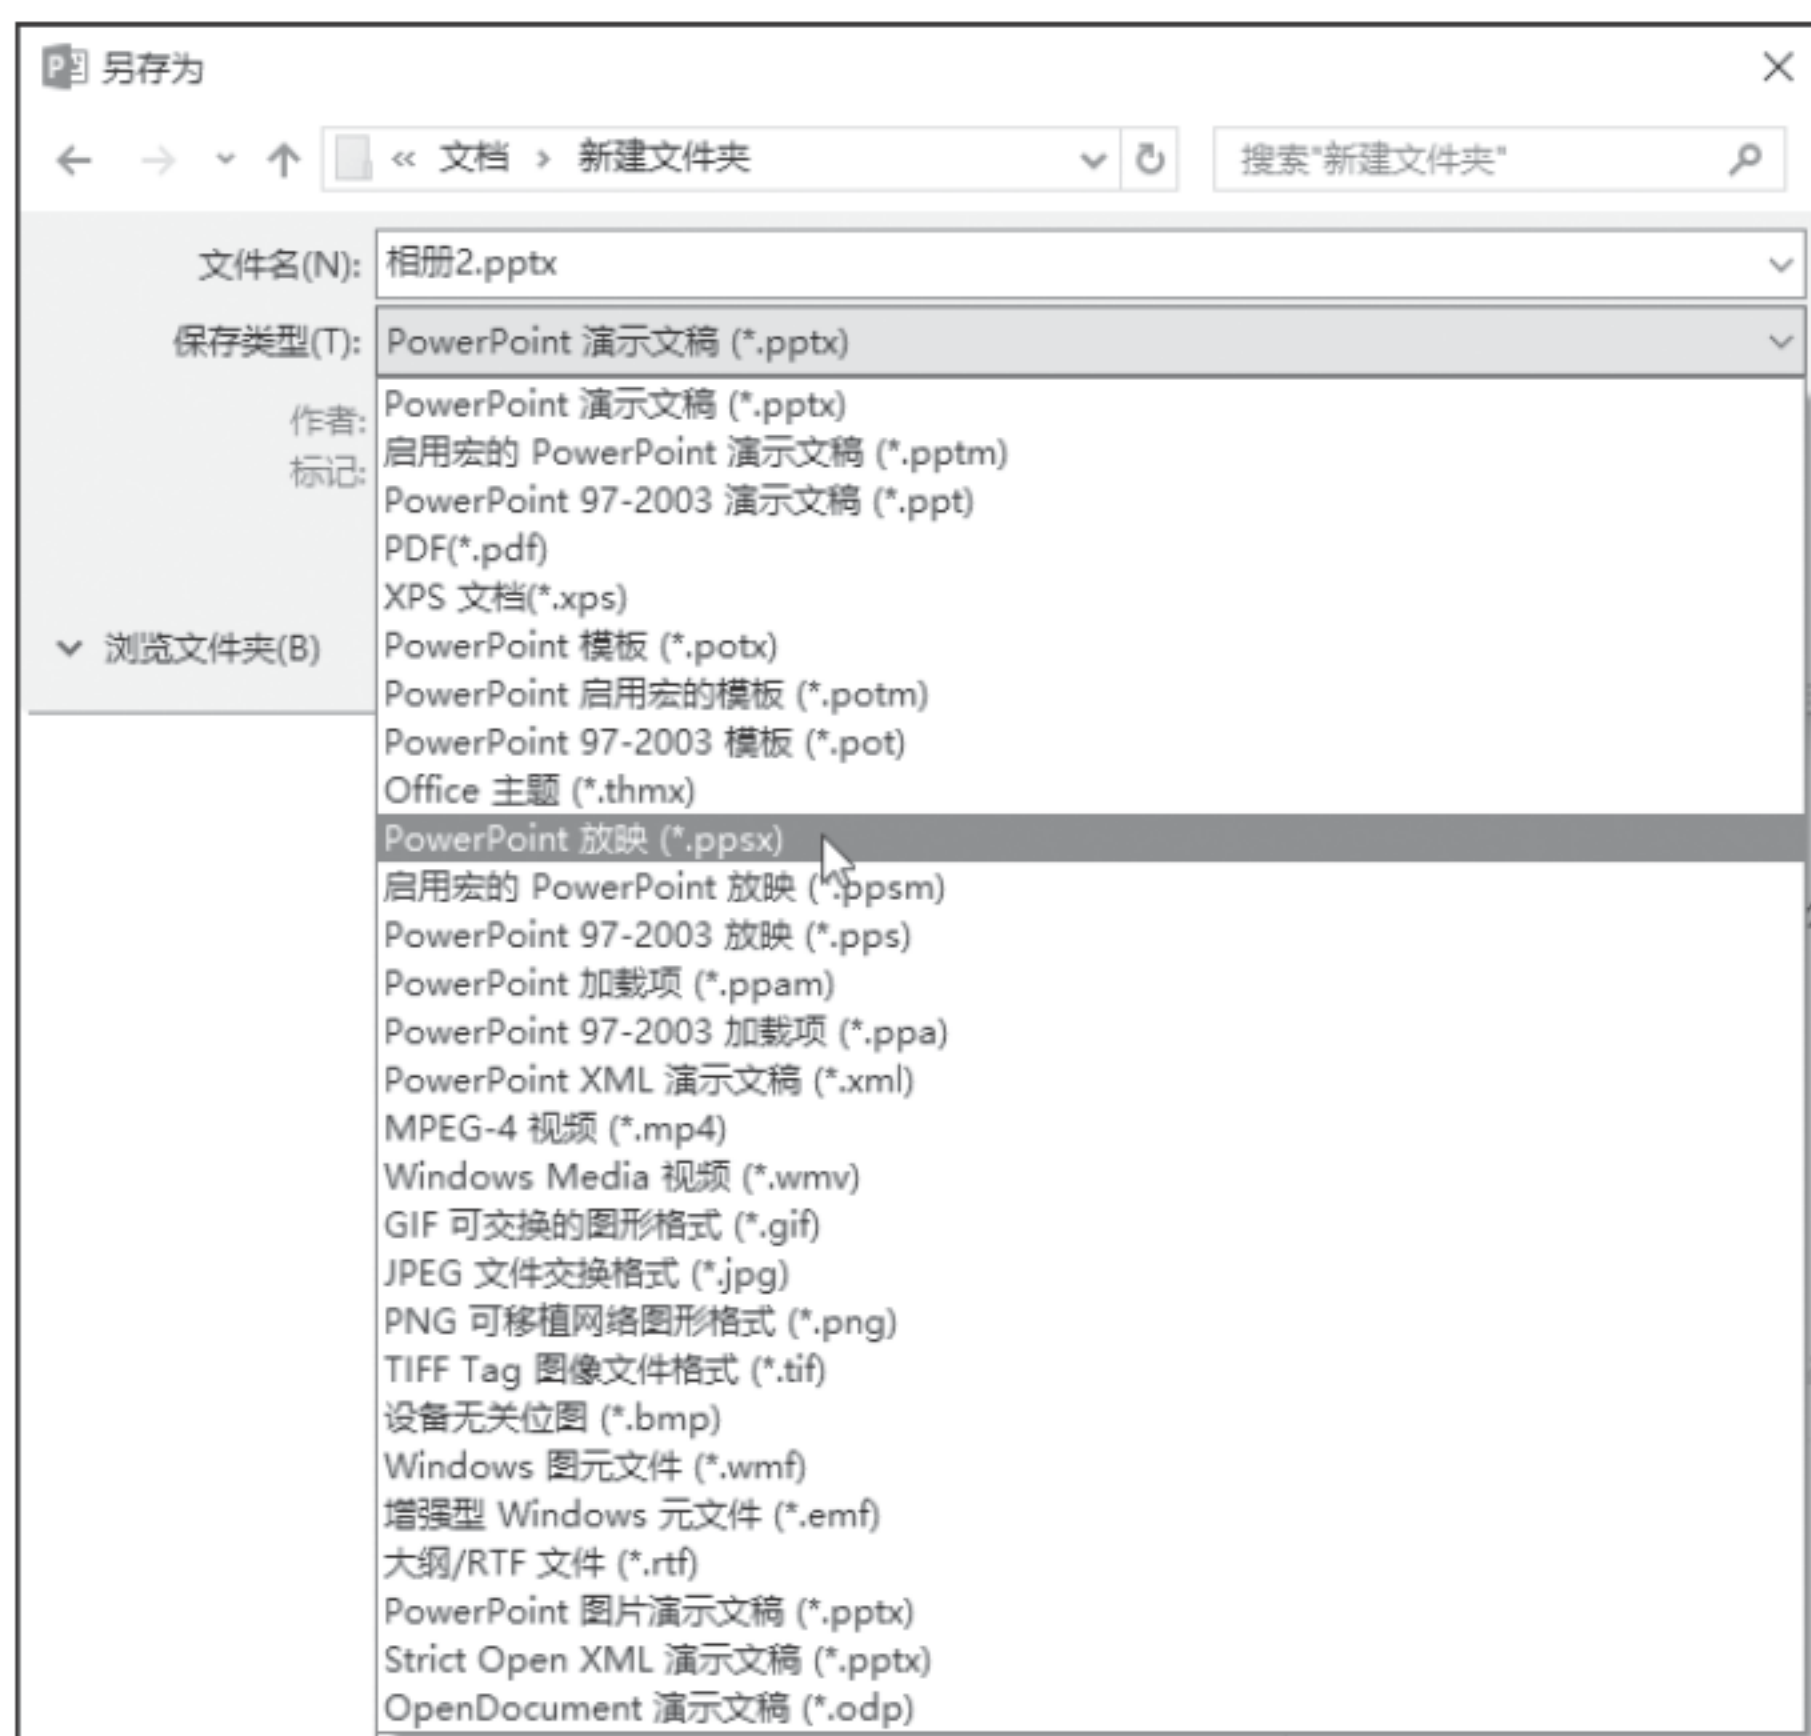 另存为
« 文档 › 新建文件夹
搜索"新建文件夹"
文件名(N): 相册2.pptx
保存类型(T): PowerPoint 演示文稿 (*.pptx)
作者:
标记:
浏览文件夹(B)
PowerPoint 演示文稿 (*.pptx)
启用宏的 PowerPoint 演示文稿 (*.pptm)
PowerPoint 97-2003 演示文稿 (*.ppt)
PDF(*.pdf)
XPS 文档(*.xps)
PowerPoint 模板 (*.potx)
PowerPoint 启用宏的模板 (*.potm)
PowerPoint 97-2003 模板 (*.pot)
Office 主题 (*.thmx)
PowerPoint 放映 (*.ppsx)
启用宏的 PowerPoint 放映 (*.ppsm)
PowerPoint 97-2003 放映 (*.pps)
PowerPoint 加载项 (*.ppam)
PowerPoint 97-2003 加载项 (*.ppa)
PowerPoint XML 演示文稿 (*.xml)
MPEG-4 视频 (*.mp4)
Windows Media 视频 (*.wmv)
GIF 可交换的图形格式 (*.gif)
JPEG 文件交换格式 (*.jpg)
PNG 可移植网络图形格式 (*.png)
TIFF Tag 图像文件格式 (*.tif)
设备无关位图 (*.bmp)
Windows 图元文件 (*.wmf)
增强型 Windows 元文件 (*.emf)
大纲/RTF 文件 (*.rtf)
PowerPoint 图片演示文稿 (*.pptx)
Strict Open XML 演示文稿 (*.pptx)
OpenDocument 演示文稿 (*.odp)